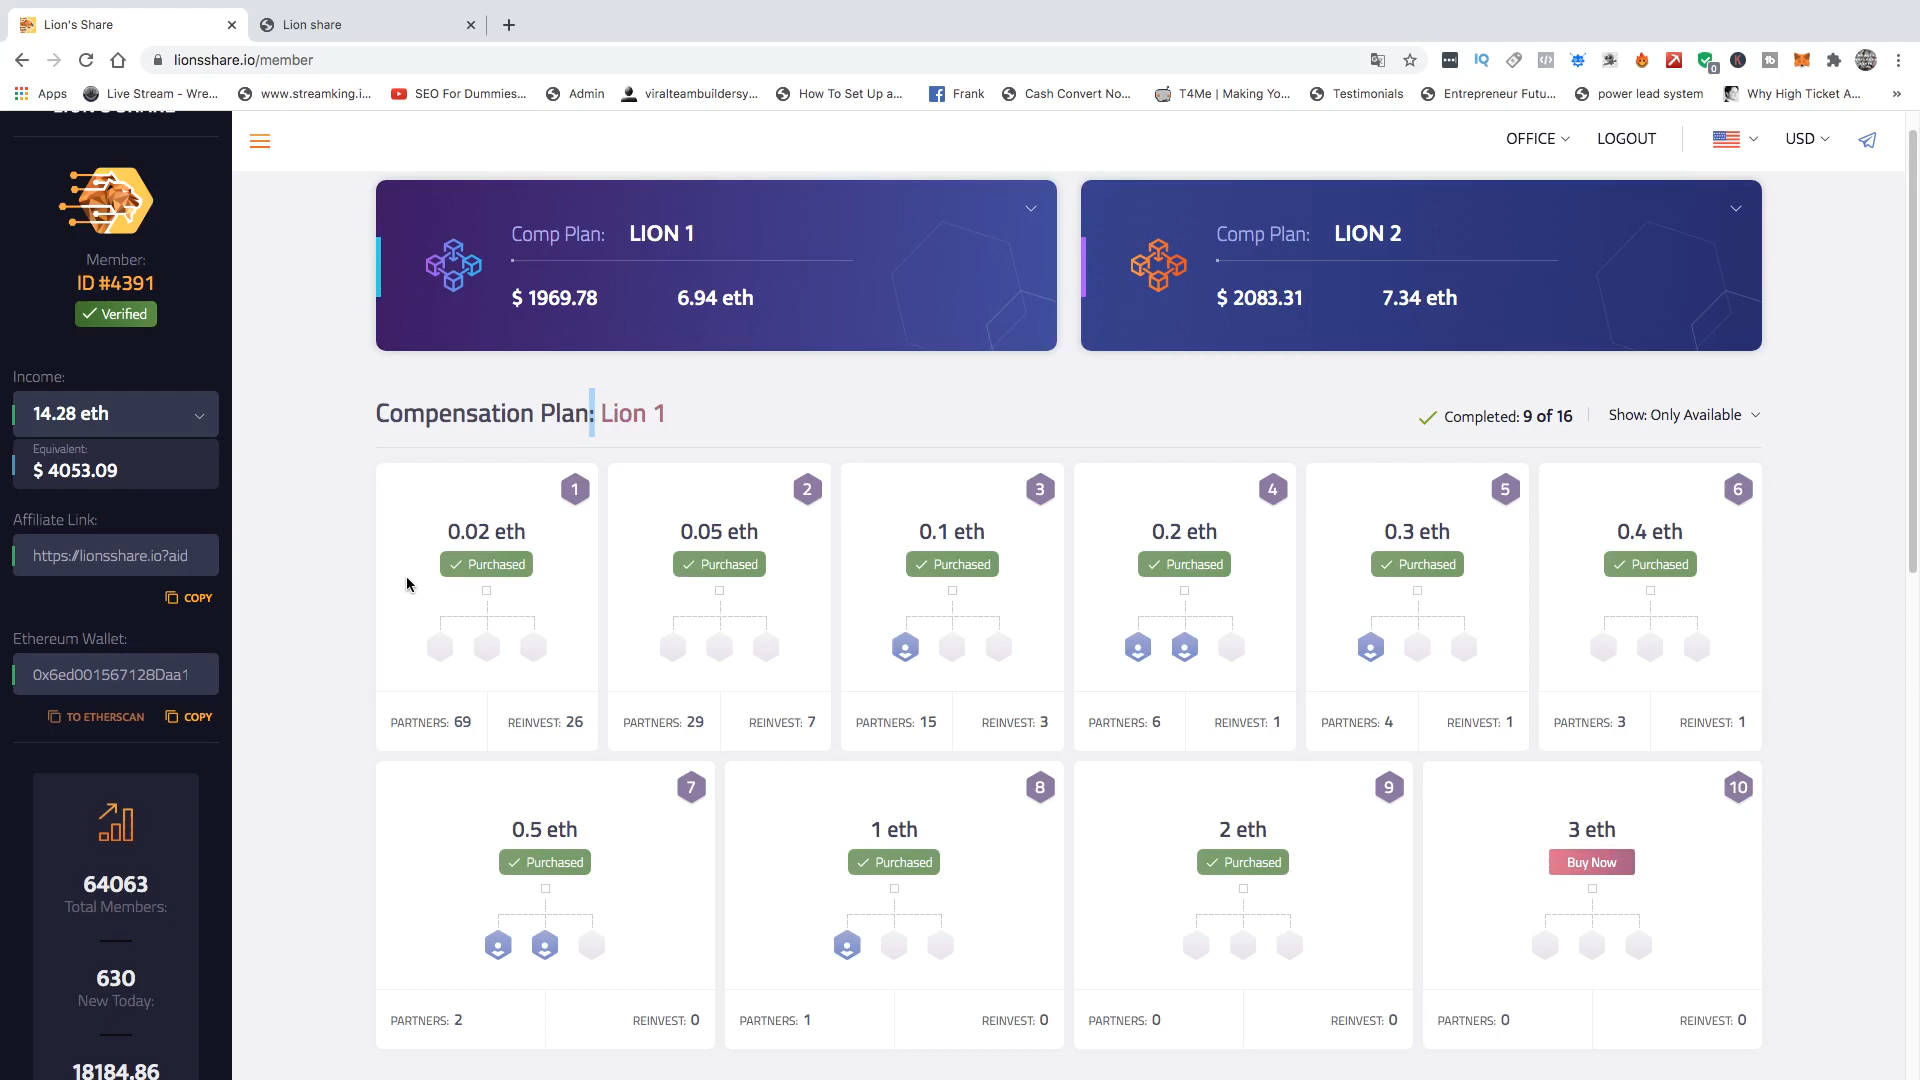 Lion's Share
Lion share
lionsshare.io/member
Apps
Live Stream - Wre...
www.streamking.i...
SEO For Dummies...
Admin
viralteambuildersy...
How To Set Up a...
Frank
Cash Convert No...
T4Me | Making Yo...
Testimonials
Entrepreneur Futu...
power lead system
Why High Ticket A...
»
OFFICE
LOGOUT
USD
Member:
ID #4391
Verified
Income:
14.28 eth
Equivalent:
$ 4053.09
Affiliate Link:
https://lionsshare.io?aid
COPY
Ethereum Wallet:
0x6ed001567128Daa1
TO ETHERSCAN
COPY
64063
Total Members:
630
New Today:
18184.86
Comp Plan: LION 1
$ 1969.78 6.94 eth
Comp Plan: LION 2
$ 2083.31 7.34 eth
Compensation Plan: Lion 1
Completed: 9 of 16
Show: Only Available
1
0.02 eth
Purchased
PARTNERS: 69 REINVEST: 26
2
0.05 eth
Purchased
PARTNERS: 29 REINVEST: 7
3
0.1 eth
Purchased
PARTNERS: 15 REINVEST: 3
4
0.2 eth
Purchased
PARTNERS: 6 REINVEST: 1
5
0.3 eth
Purchased
PARTNERS: 4 REINVEST: 1
6
0.4 eth
Purchased
PARTNERS: 3 REINVEST: 1
7
0.5 eth
Purchased
PARTNERS: 2 REINVEST: 0
8
1 eth
Purchased
PARTNERS: 1 REINVEST: 0
9
2 eth
Purchased
PARTNERS: 0 REINVEST: 0
10
3 eth
Buy Now
PARTNERS: 0 REINVEST: 0